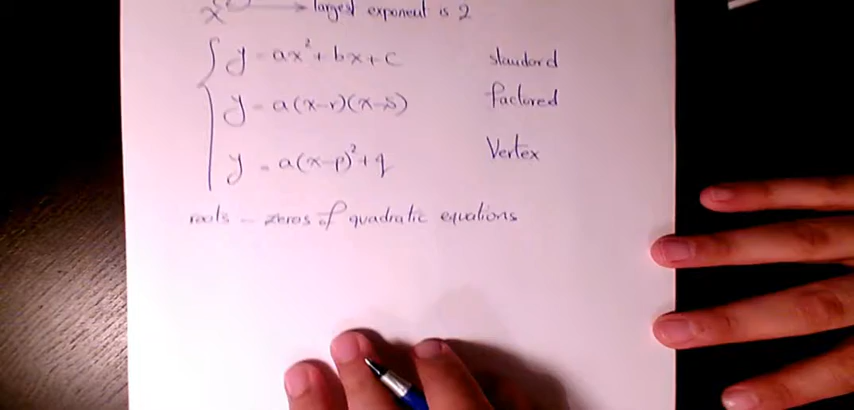 x² → largest exponent is 2
y = ax² + bx + c standard
y = a(x-r)(x-s) factored
y = a(x-p)² + q Vertex
roots - zeros of quadratic equations